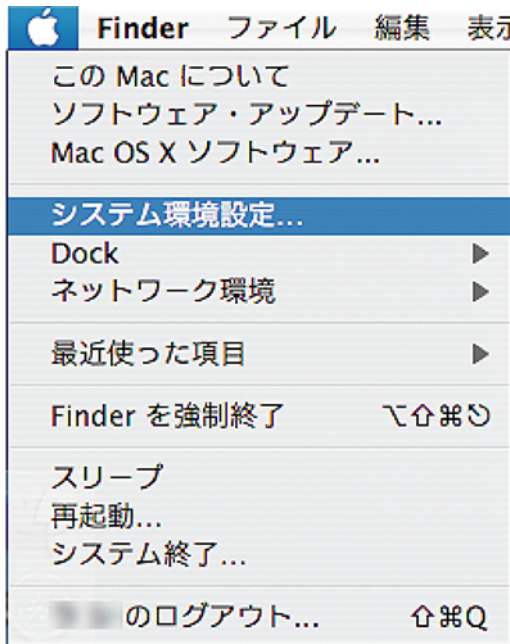 Finder ファイル 編集 表示
この Mac について
ソフトウェア・アップデート...
Mac OS X ソフトウェア...
システム環境設定...
Dock
ネットワーク環境
最近使った項目
Finder を強制終了 ⌥⇧⌘⎋
スリープ
再起動...
システム終了...
のログアウト... ⇧⌘Q